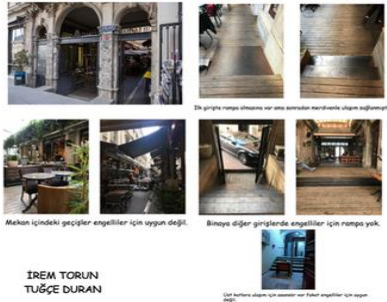 İlk girişte rampa olmasına var ama sonradan merdivenle ulaşım sağlanmışt
Mekan içindeki geçişler engelliler için uygun değil.
Binaya diğer girişlerde engelliler için rampa yok.
İREM TORUN
TUĞÇE DURAN
Üst katlara ulaşım için asansör var fakat engelliler için uygun
değil.